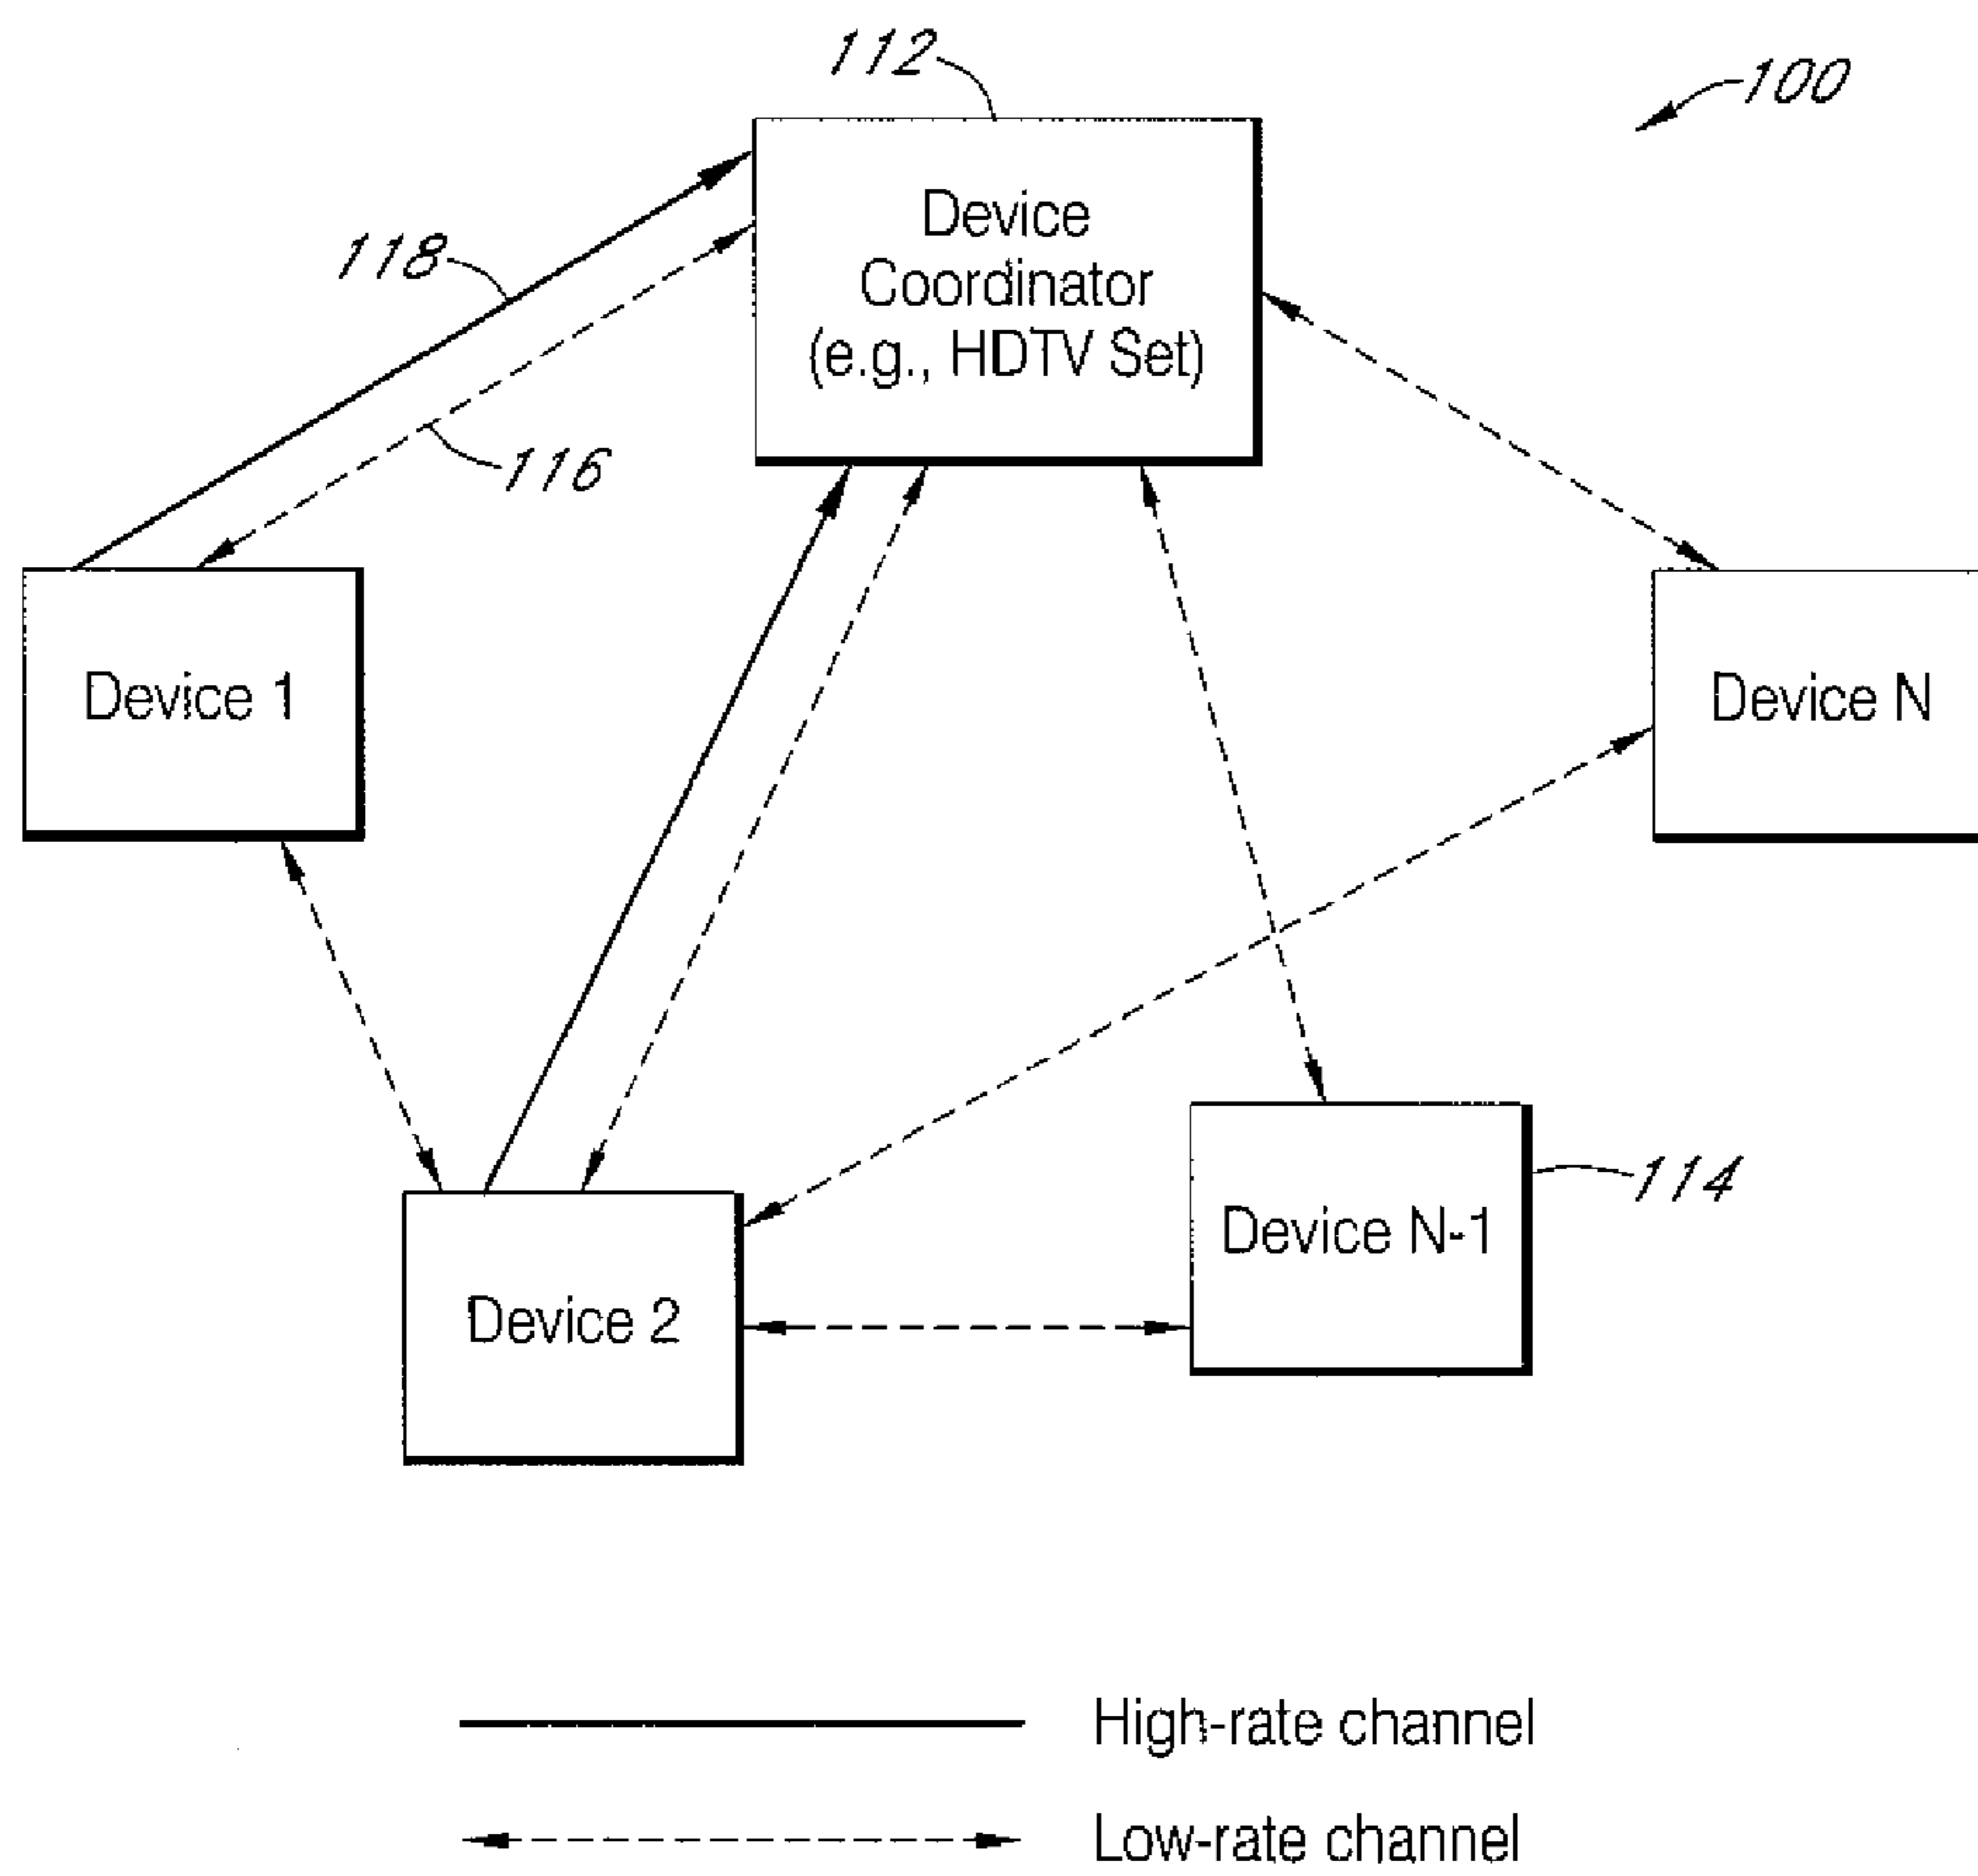 112
100
Device
Coordinator
(e.g., HDTV Set)
118
116
Device 1
Device N
Device N-1
114
Device 2
High-rate channel
Low-rate channel